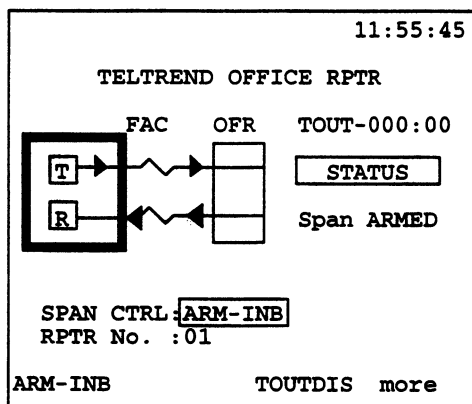 11:55:45
TELTREND OFFICE RPTR
FAC OFR TOUT-000:00
T STATUS
R Span ARMED
SPAN CTRL:ARM-INB
RPTR No. :01
ARM-INB TOUTDIS more